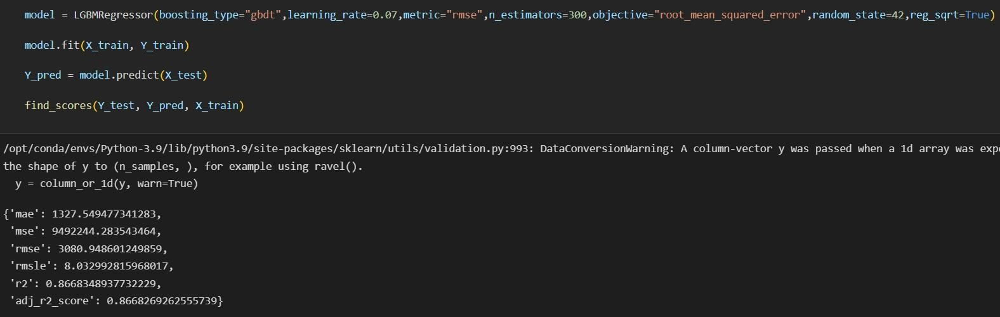 model = LGBMRegressor(boosting_type="gbdt",learning_rate=0.07,metric="rmse",n_estimators=300,objective="root_mean_squared_error",random_state=42,reg_sqrt=True)
model.fit(X_train, Y_train)
Y_pred = model.predict(X_test)
find_scores(Y_test, Y_pred, X_train)
/opt/conda/envs/Python-3.9/lib/python3.9/site-packages/sklearn/utils/validation.py:993: DataConversionWarning: A column-vector y was passed when a 1d array was expe
the shape of y to (n_samples, ), for example using ravel().
y = column_or_1d(y, warn=True)
{'mae': 1327.549477341283,
'mse': 9492244.283543464,
'rmse': 3080.948601249859,
'rmsle': 8.032992815968017,
'r2': 0.8668348937732229,
'adj_r2_score': 0.8668269262555739}